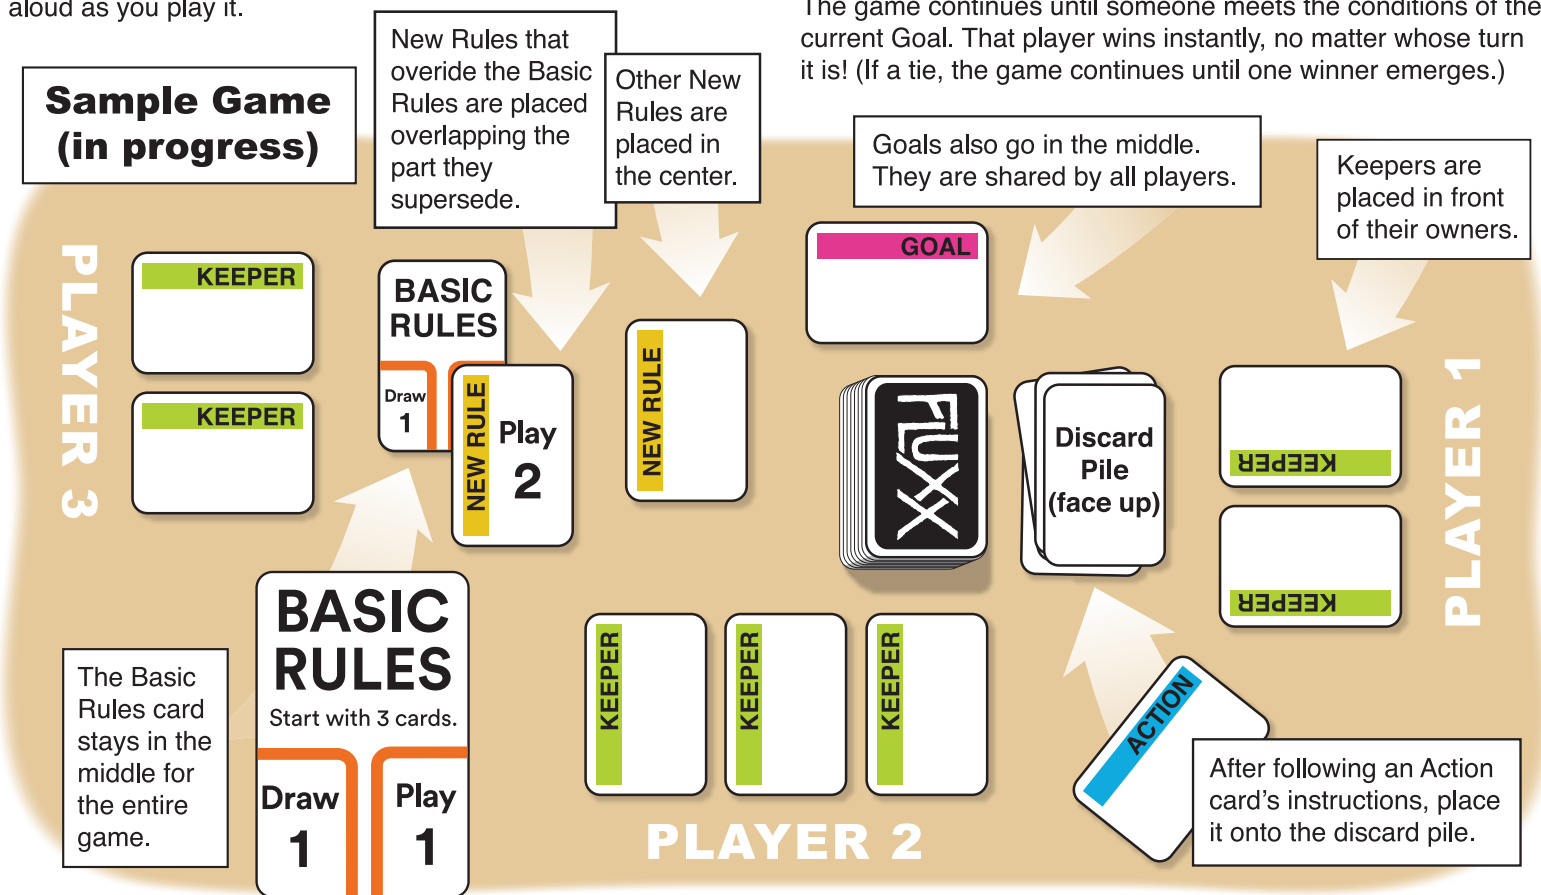 aloud as you play it.
The game continues until someone meets the conditions of the
current Goal. That player wins instantly, no matter whose turn
it is! (If a tie, the game continues until one winner emerges.)
Sample Game
(in progress)
New Rules that
overide the Basic
Rules are placed
overlapping the
part they
supersede.
Other New
Rules are
placed in
the center.
Goals also go in the middle.
They are shared by all players.
Keepers are
placed in front
of their owners.
PLAYER 3
KEEPER
KEEPER
BASIC
RULES
Draw
1
NEW RULE
Play
2
NEW RULE
GOAL
FLUXX
Discard
Pile
(face up)
KEEPER
KEEPER
PLAYER 1
The Basic
Rules card
stays in the
middle for
the entire
game.
BASIC
RULES
Start with 3 cards.
Draw
1
Play
1
KEEPER
KEEPER
KEEPER
PLAYER 2
ACTION
After following an Action
card's instructions, place
it onto the discard pile.